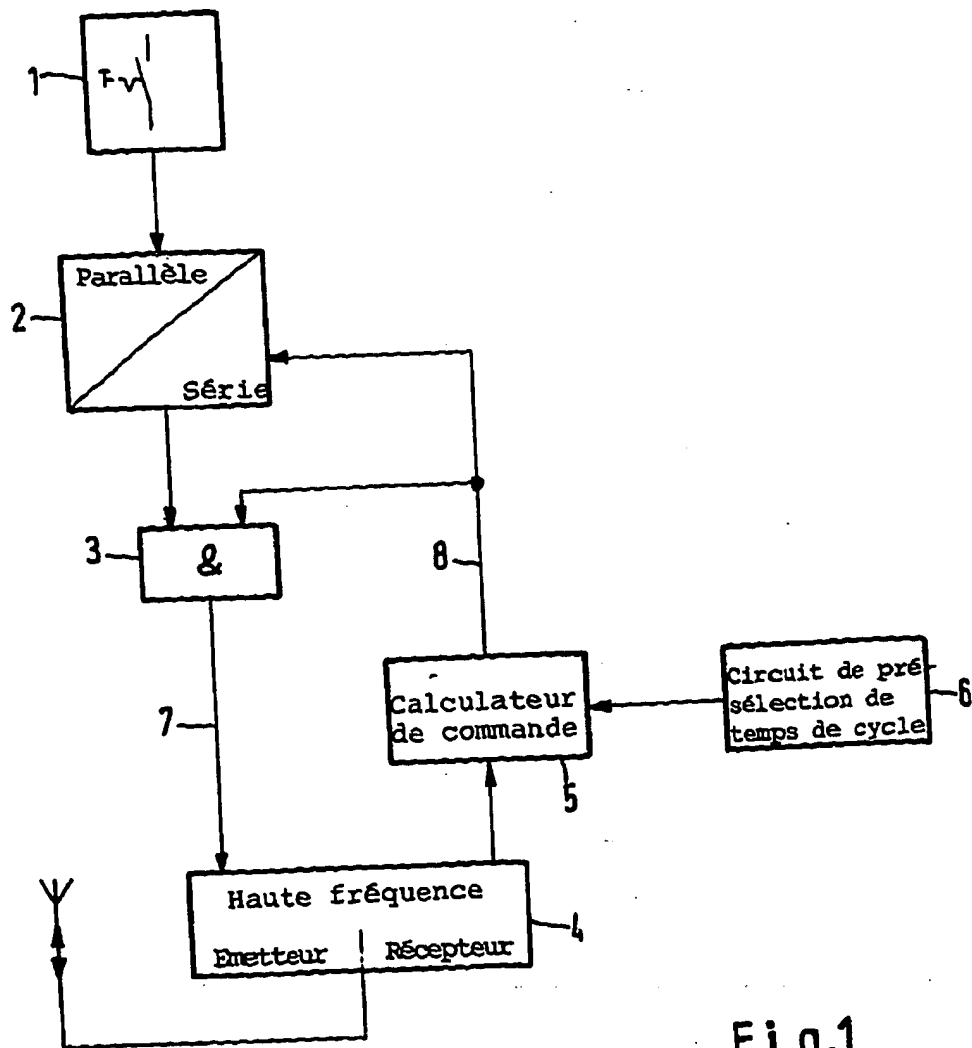 1
Parallèle
2
Série
3
&
8
Circuit de pré-
sélection de
temps de cycle
6
Calculateur
de commande
7
5
Haute fréquence
4
Emetteur
Récepteur
Fig.1